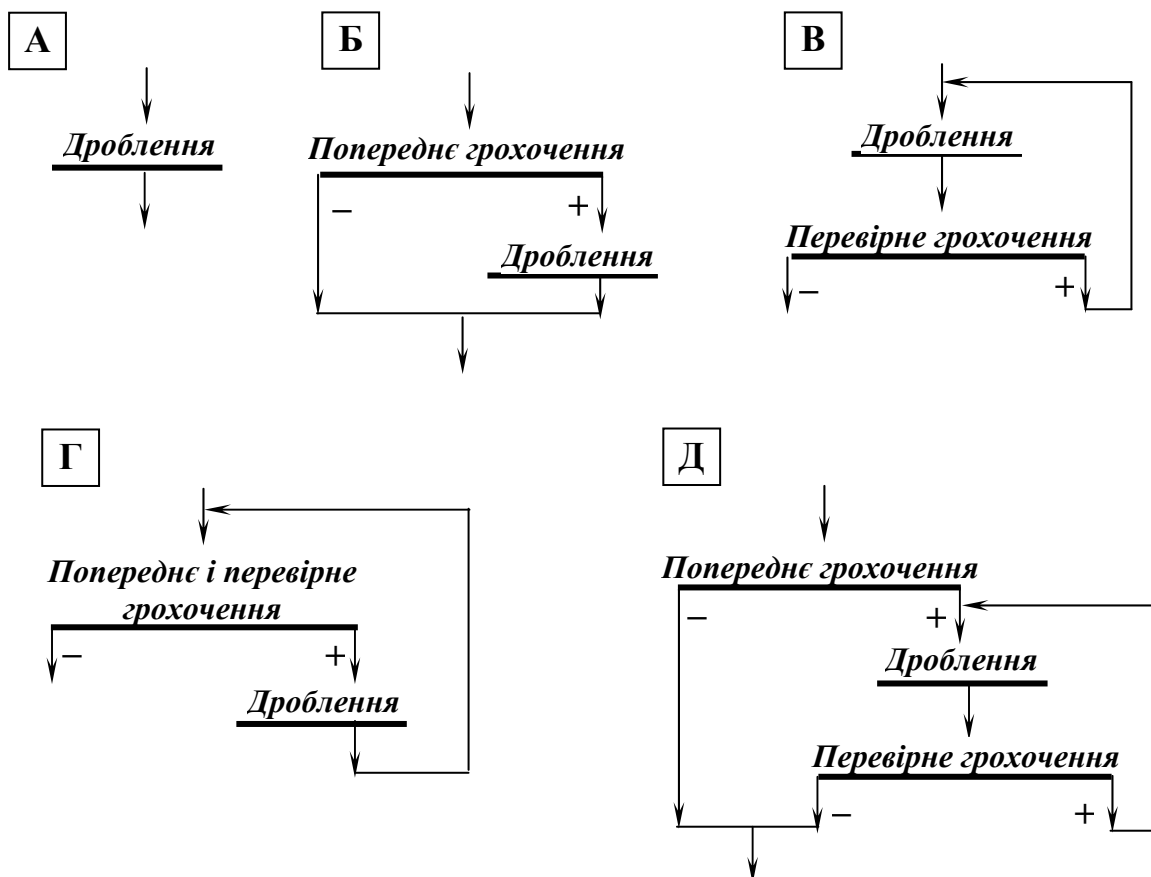 А
Дроблення
Б
Попереднє грохочення
–
+
Дроблення
В
Дроблення
Перевірне грохочення
–
+
Г
Попереднє і перевірне
грохочення
–
+
Дроблення
Д
Попереднє грохочення
–
+
Дроблення
Перевірне грохочення
–
+